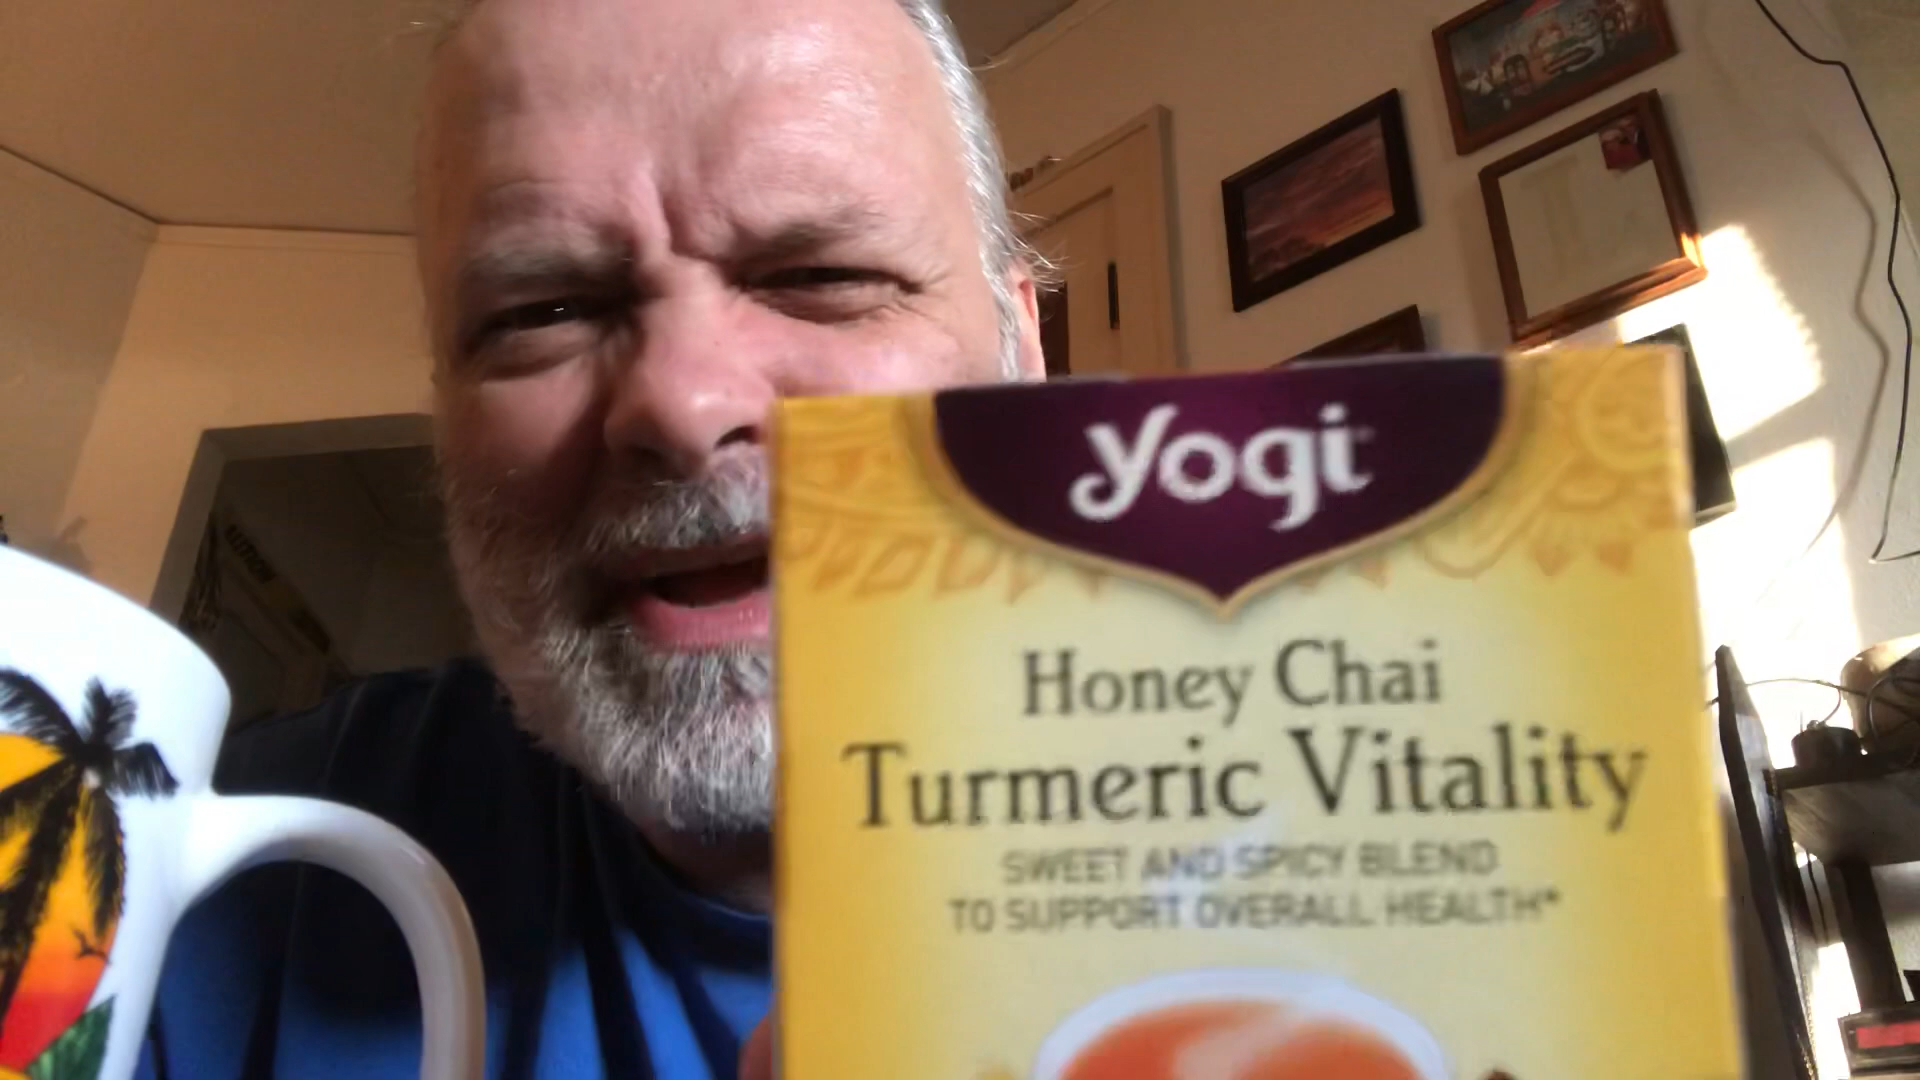 yogi
Honey Chai
Turmeric Vitality
SWEET AND SPICY BLEND
TO SUPPORT OVERALL HEALTH*